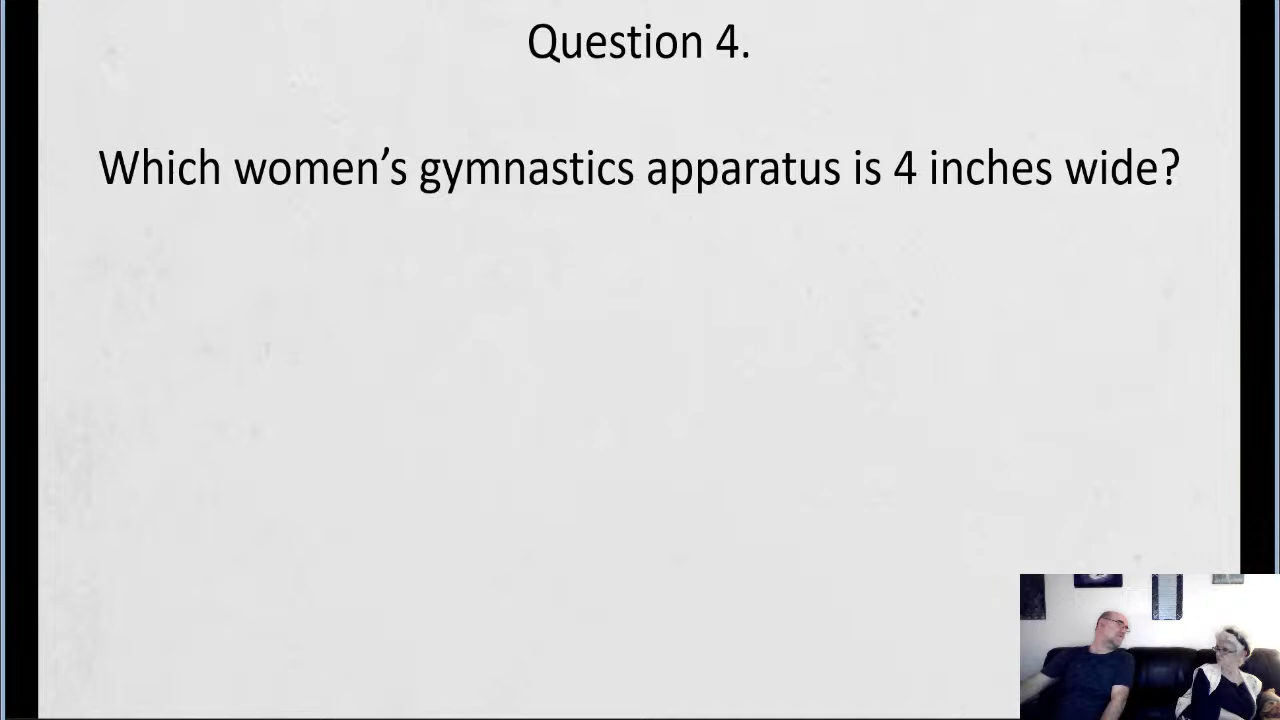 Question 4.
Which women’s gymnastics apparatus is 4 inches wide?